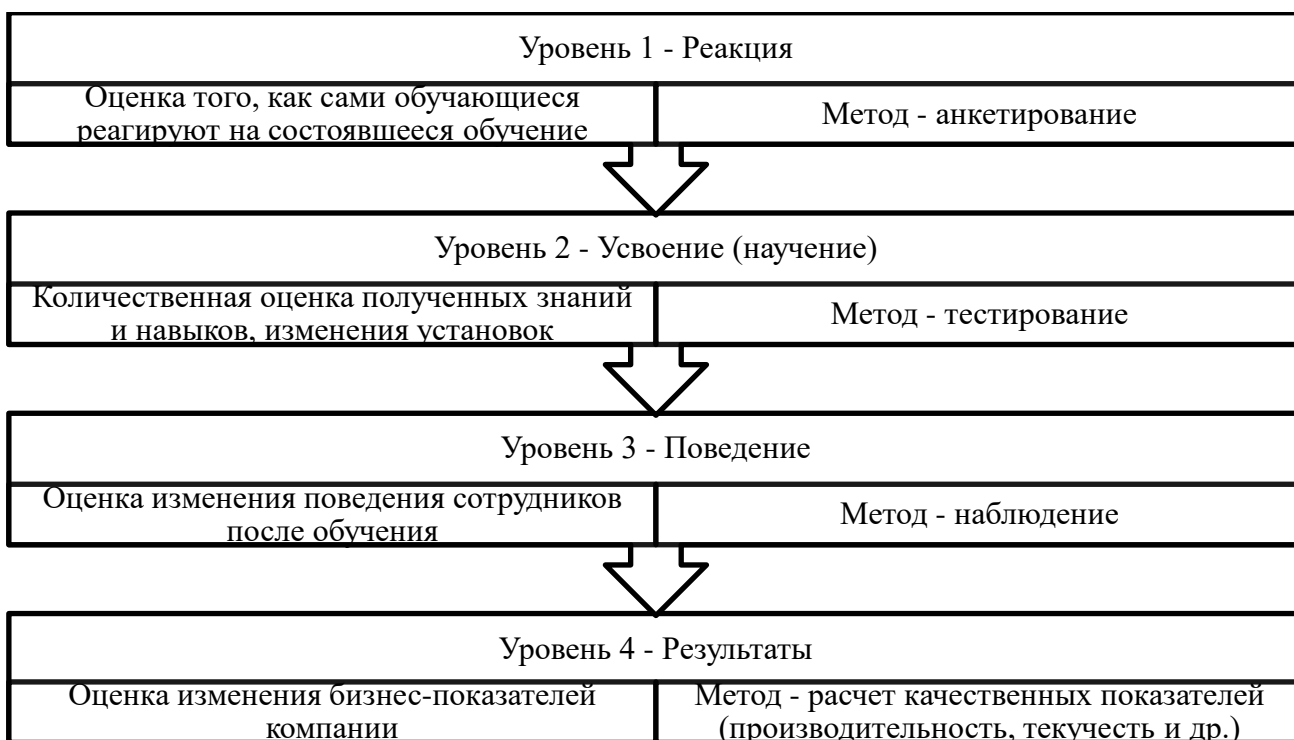 Уровень 1 - Реакция
Оценка того, как сами обучающиеся
реагируют на состоявшееся обучение
Метод - анкетирование
Уровень 2 - Усвоение (научение)
Количественная оценка полученных знаний
и навыков, изменения установок
Метод - тестирование
Уровень 3 - Поведение
Оценка изменения поведения сотрудников
после обучения
Метод - наблюдение
Уровень 4 - Результаты
Оценка изменения бизнес-показателей
компании
Метод - расчет качественных показателей
(производительность, текучесть и др.)